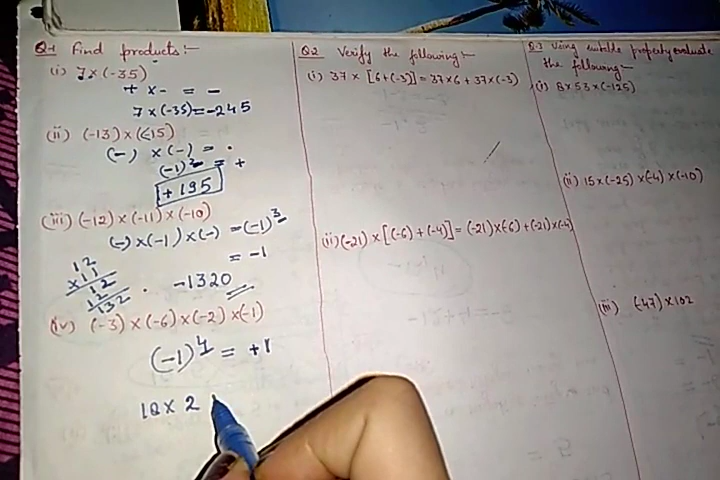 Q.1 Find products:-
(i) 7×(-35)
+ × - = -
7×(-35)=-245
(ii) (-13)×(-15)
(-) × (-) = .
(-1)² = +
+195
(iii) (-12)×(-11)×(-10)
(-)×(-1)×(-) = (-1)³
= -1
12
×11
12
12
132 . -1320
(iv) (-3)×(-6)×(-2)×(-1)
(-1)⁴ = +1
18× 2
Q.2 Verify the following:-
(i) 37 × [6+(-3)] = 37×6 + 37×(-3)
(ii) (-21) × [(-6)+(-4)] = (-21)×(-6) + (-21)×(-4)
Q.3 Using suitable property evaluate
the following:-
(i) 8×53×(-125)
(ii) 15×(-25)×(-4)×(-10)
(iii) (-47)×102